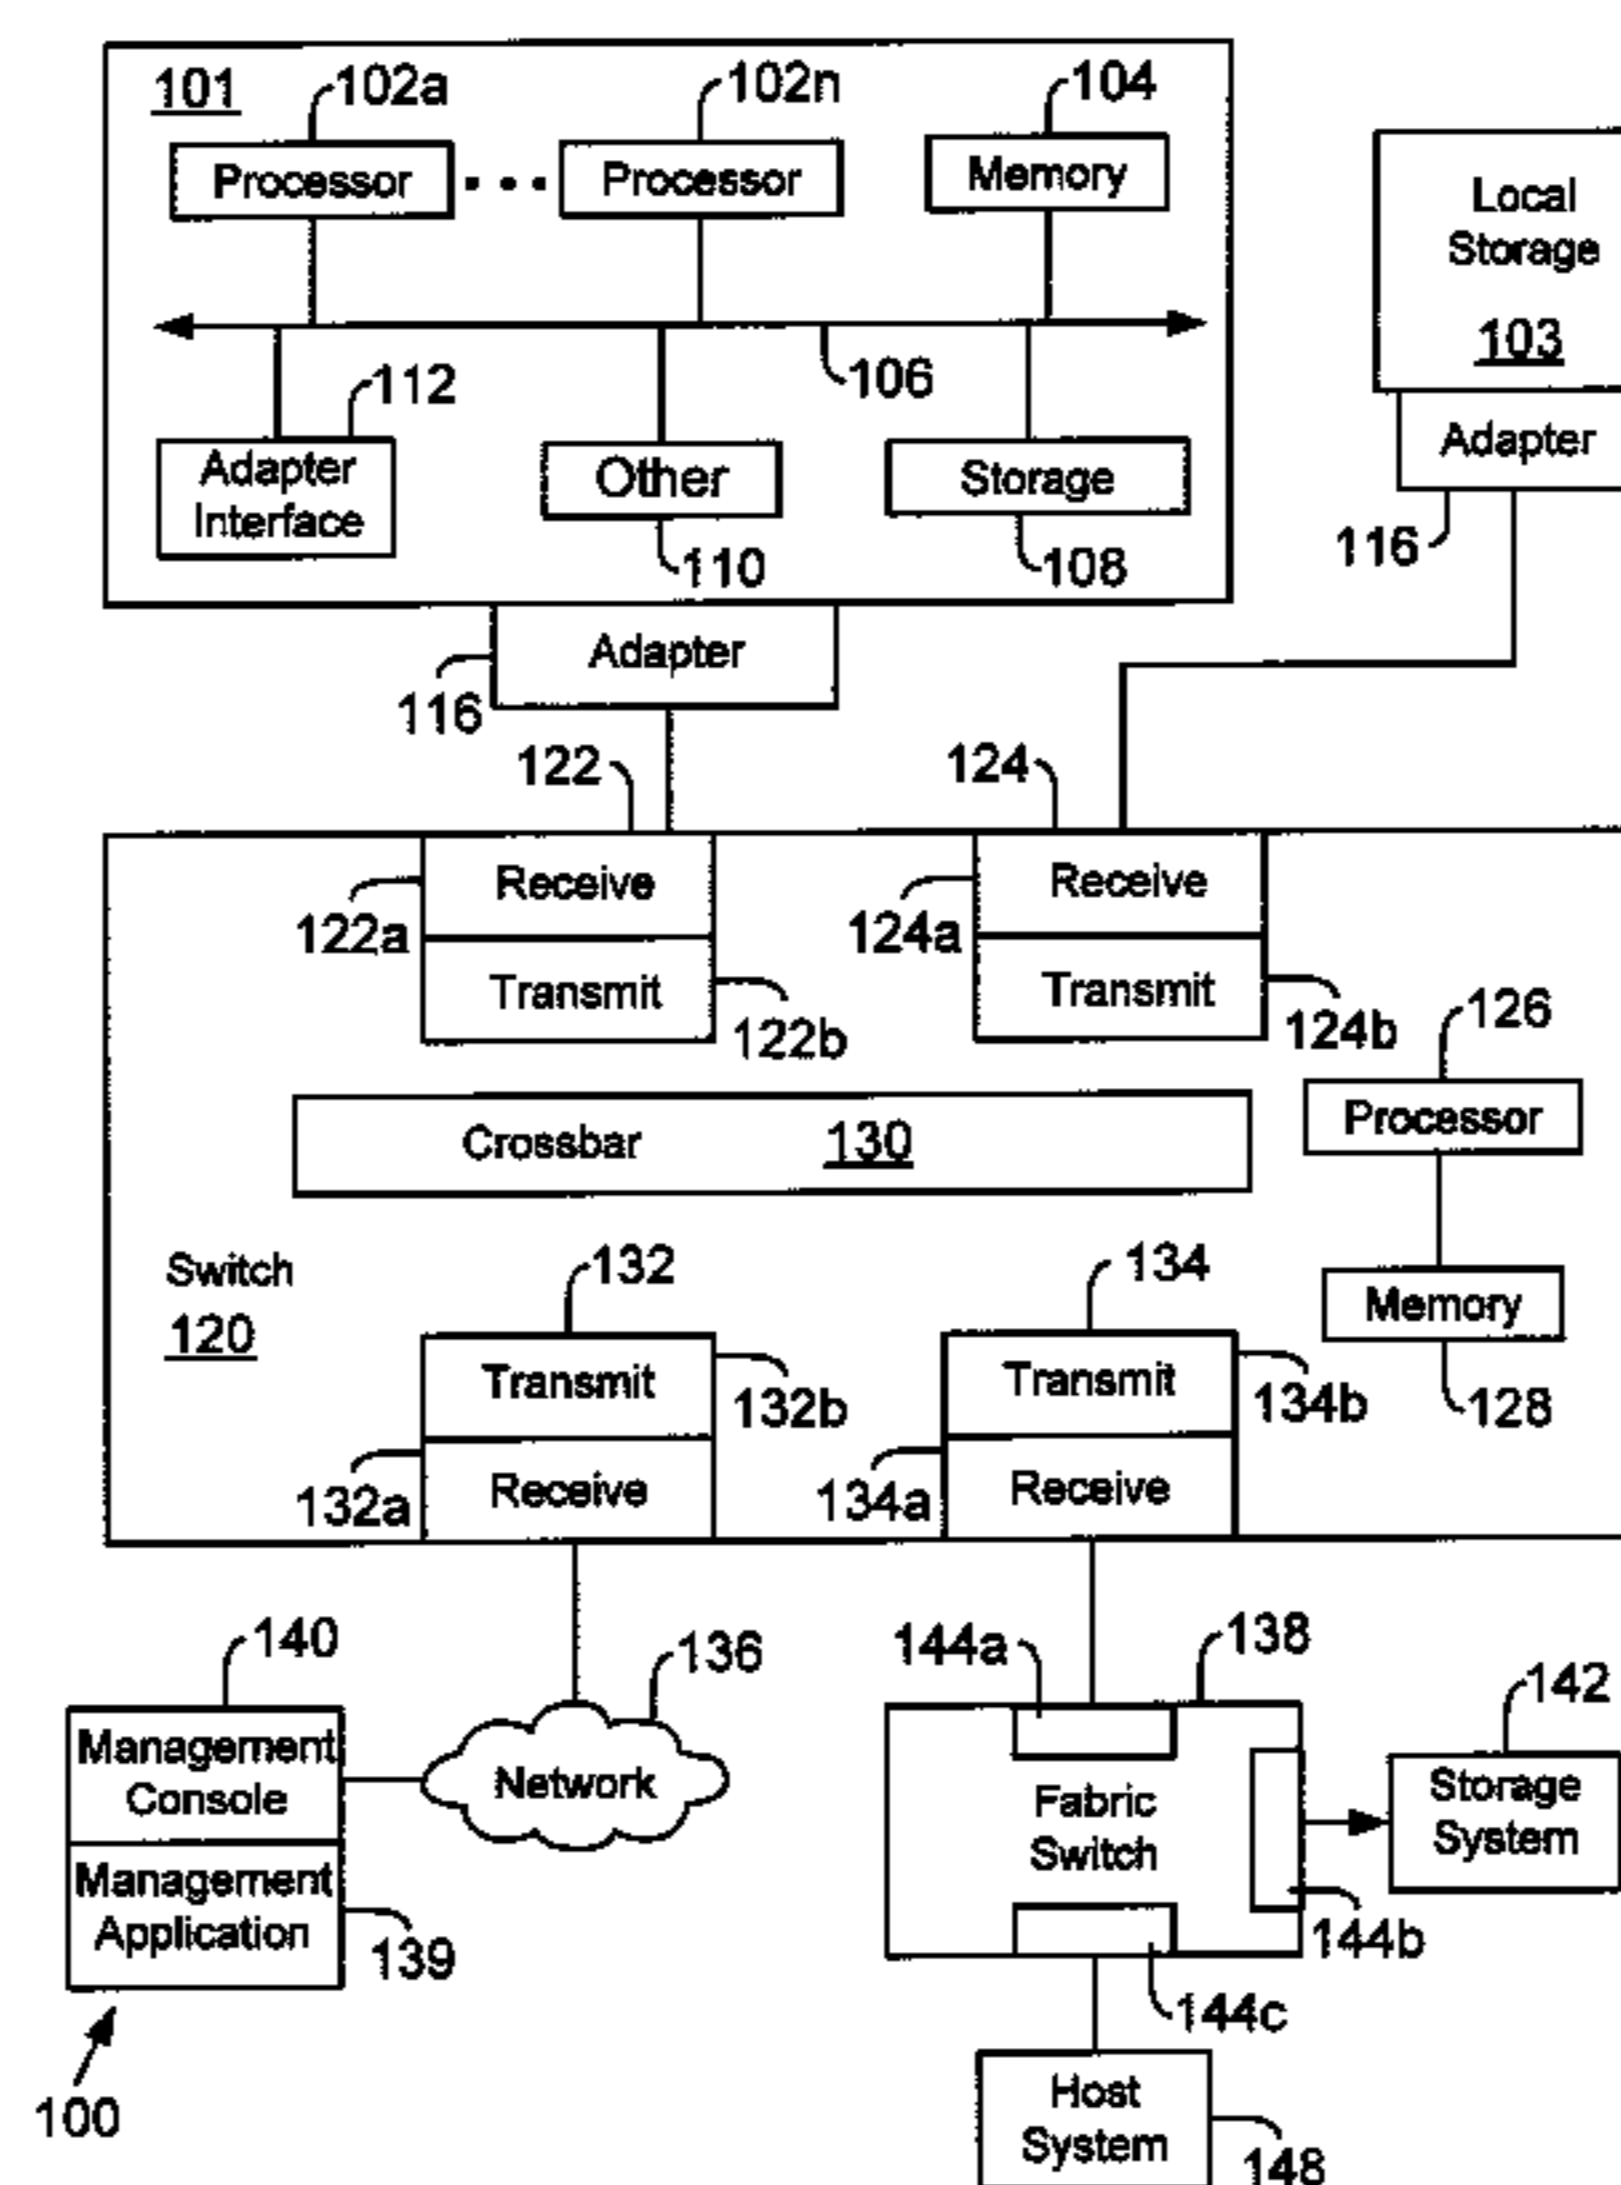 101
102a
102n
104
Processor
Processor
Memory
Local
Storage
103
106
112
Adapter
Interface
Other
Storage
Adapter
110
108
116
Adapter
116
122
124
Receive
Receive
122a
124a
Transmit
Transmit
122b
124b
126
Processor
Crossbar 130
Switch
120
132
134
Memory
Transmit
Transmit
132b
134b
128
Receive
Receive
132a
134a
140
136
144a
138
142
Management
Console
Network
Fabric
Switch
Storage
System
Management
Application
139
144b
144c
100
Host
System
148